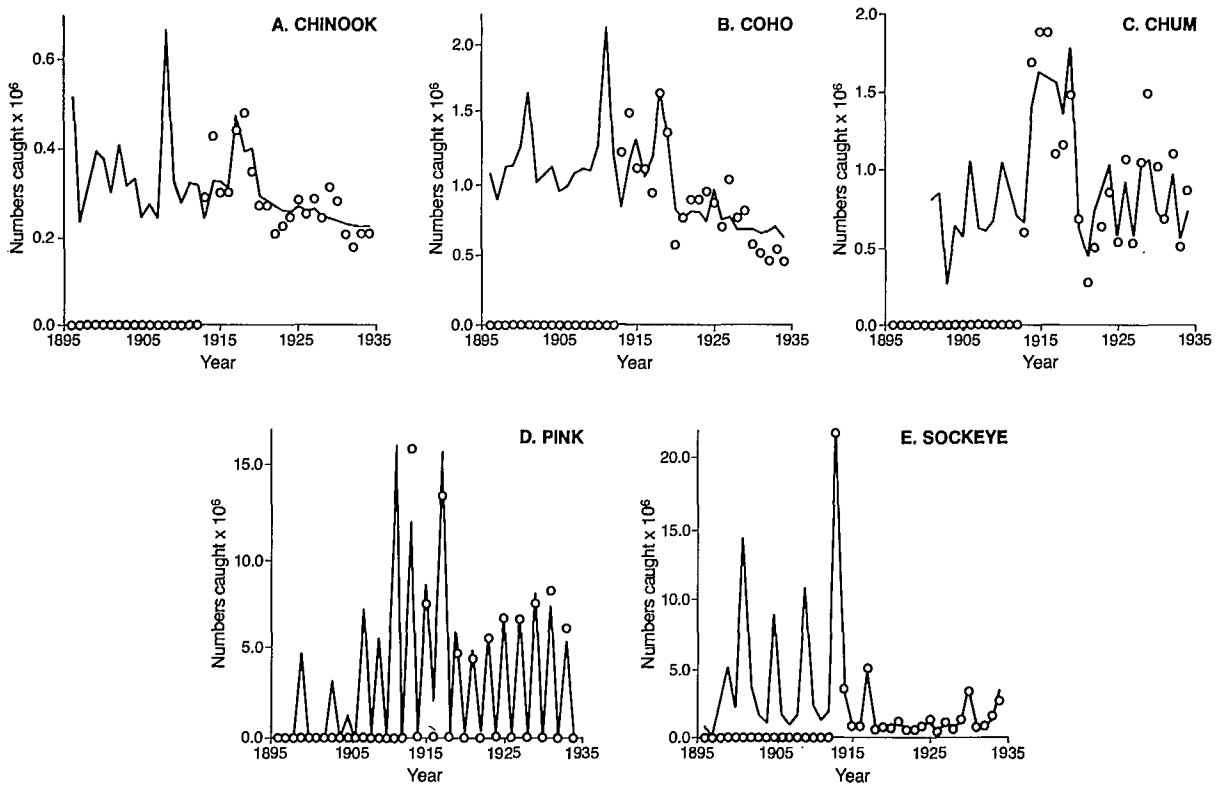 A. CHINOOK
Numbers caught x 10⁶
0.6
0.4
0.2
0.0
1895 1905 1915 1925 1935
Year
B. COHO
Numbers caught x 10⁶
2.0
1.5
1.0
0.5
0.0
1895 1905 1915 1925 1935
Year
C. CHUM
Numbers caught x 10⁶
2.0
1.5
1.0
0.5
0.0
1895 1905 1915 1925 1935
Year
D. PINK
Numbers caught x 10⁶
15.0
10.0
5.0
0.0
1895 1905 1915 1925 1935
Year
E. SOCKEYE
Numbers caught x 10⁶
20.0
15.0
10.0
5.0
0.0
1895 1905 1915 1925 1935
Year